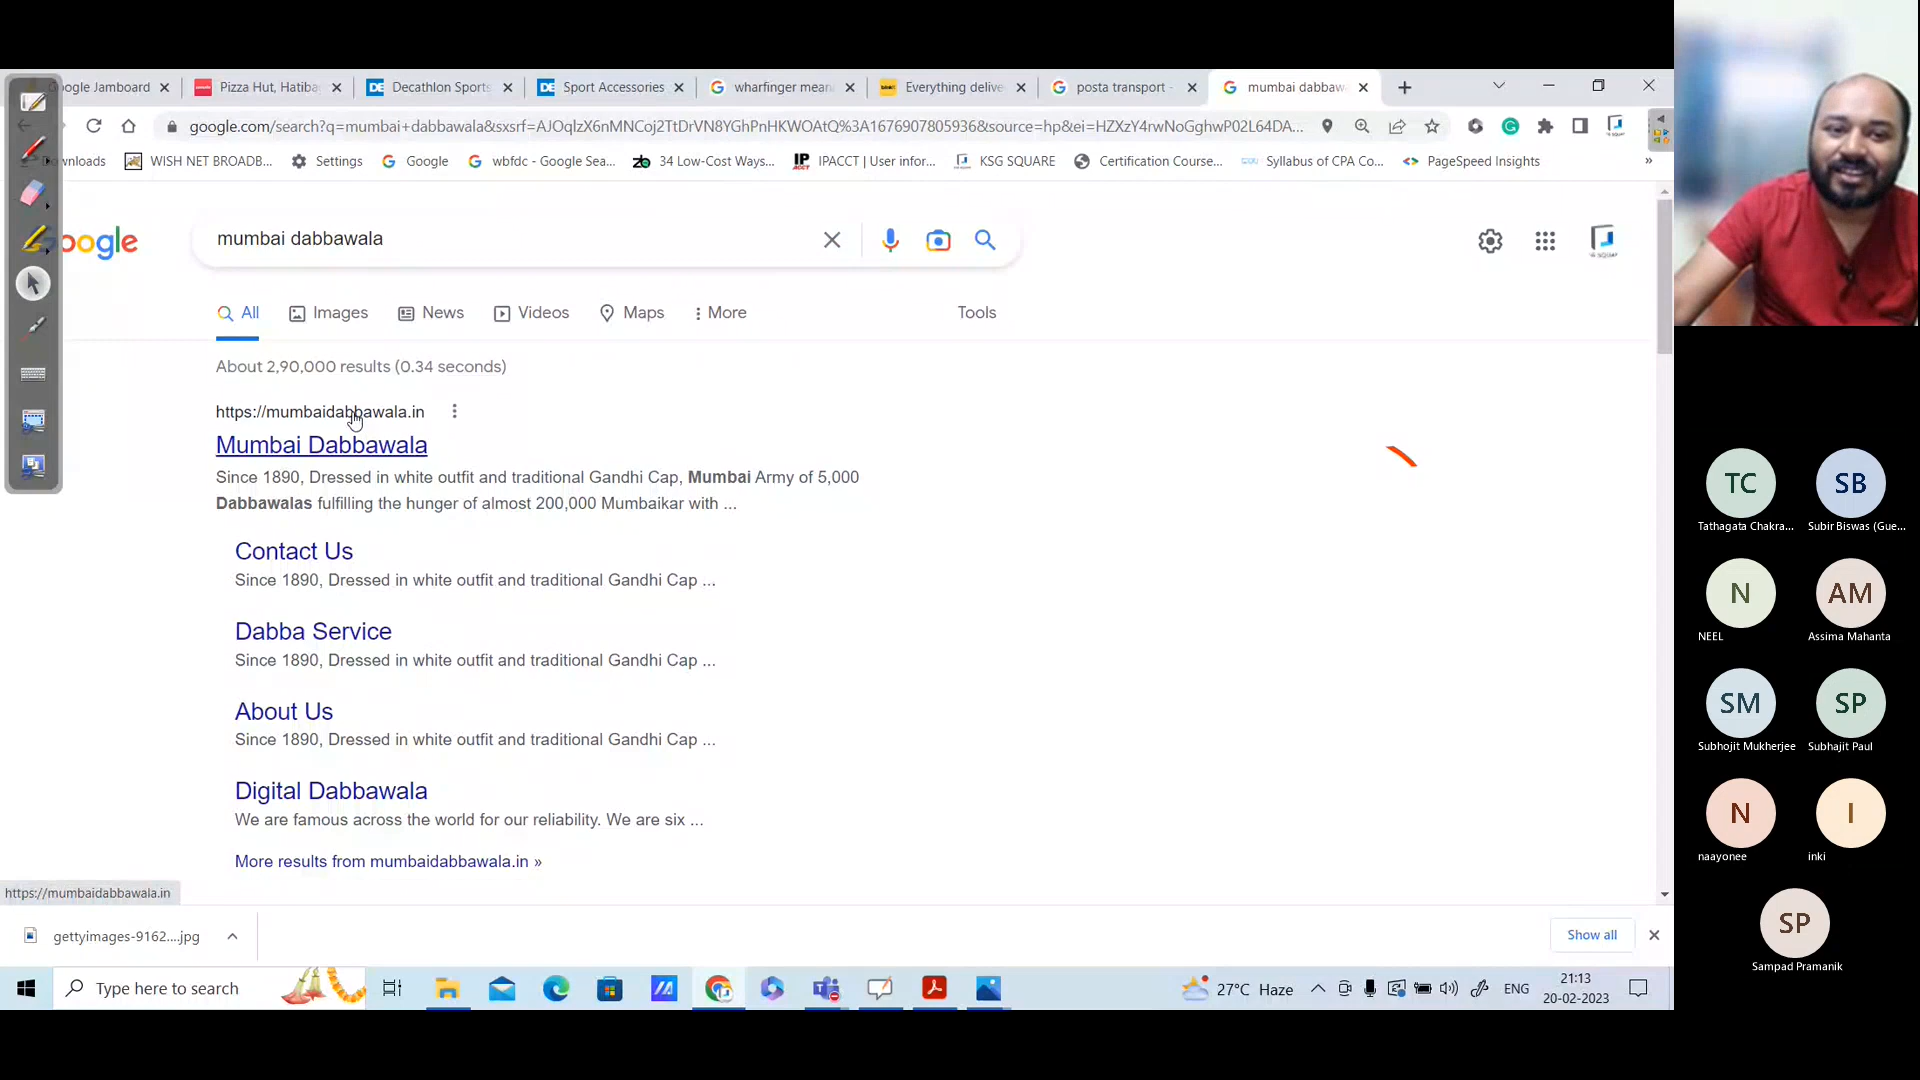 Google Jamboard
Pizza Hut, Hatiba
Decathlon Sports
Sport Accessories
wharfinger mean
Everything delive
posta transport -
mumbai dabbaw
google.com/search?q=mumbai+dabbawala&sxsrf=AJOqlzX6nMNCoj2TtDrVN8YGhPnHKWOAtQ%3A1676907805936&source=hp&ei=HZXzY4rwNoGghwP02L64DA...
ownloads
WISH NET BROADB...
Settings
Google
wbfdc - Google Sea...
34 Low-Cost Ways...
IPACCT | User infor...
KSG SQUARE
Certification Course...
Syllabus of CPA Co...
PageSpeed Insights
»
oogle
mumbai dabbawala
All
Images
News
Videos
Maps
More
Tools
About 2,90,000 results (0.34 seconds)
https://mumbaidabbawala.in
Mumbai Dabbawala
Since 1890, Dressed in white outfit and traditional Gandhi Cap, Mumbai Army of 5,000
Dabbawalas fulfilling the hunger of almost 200,000 Mumbaikar with ...
Contact Us
Since 1890, Dressed in white outfit and traditional Gandhi Cap ...
Dabba Service
Since 1890, Dressed in white outfit and traditional Gandhi Cap ...
About Us
Since 1890, Dressed in white outfit and traditional Gandhi Cap ...
Digital Dabbawala
We are famous across the world for our reliability. We are six ...
More results from mumbaidabbawala.in »
https://mumbaidabbawala.in
gettyimages-9162....jpg
Show all
Type here to search
27°C Haze
ENG
21:13
20-02-2023
TC
Tathagata Chakra...
SB
Subir Biswas (Gue...
N
NEEL
AM
Assima Mahanta
SM
Subhojit Mukherjee
SP
Subhajit Paul
N
naayonee
I
inki
SP
Sampad Pramanik